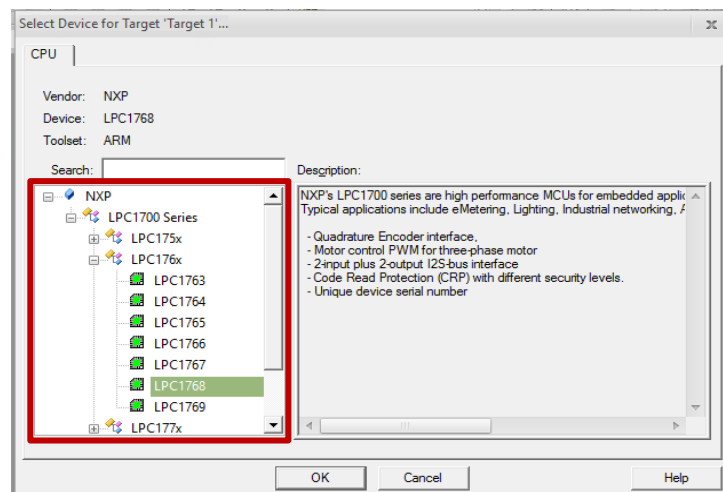 Select Device for Target 'Target 1'...
CPU
Vendor: NXP
Device: LPC1768
Toolset: ARM
Search:
NXP
LPC1700 Series
LPC175x
LPC176x
LPC1763
LPC1764
LPC1765
LPC1766
LPC1767
LPC1768
LPC1769
LPC177x
Description:
NXP's LPC1700 series are high performance MCUs for embedded applic
Typical applications include eMetering, Lighting, Industrial networking,
- Quadrature Encoder interface,
- Motor control PWM for three-phase motor
- 2-input plus 2-output I2S-bus interface
- Code Read Protection (CRP) with different security levels.
- Unique device serial number
OK Cancel Help